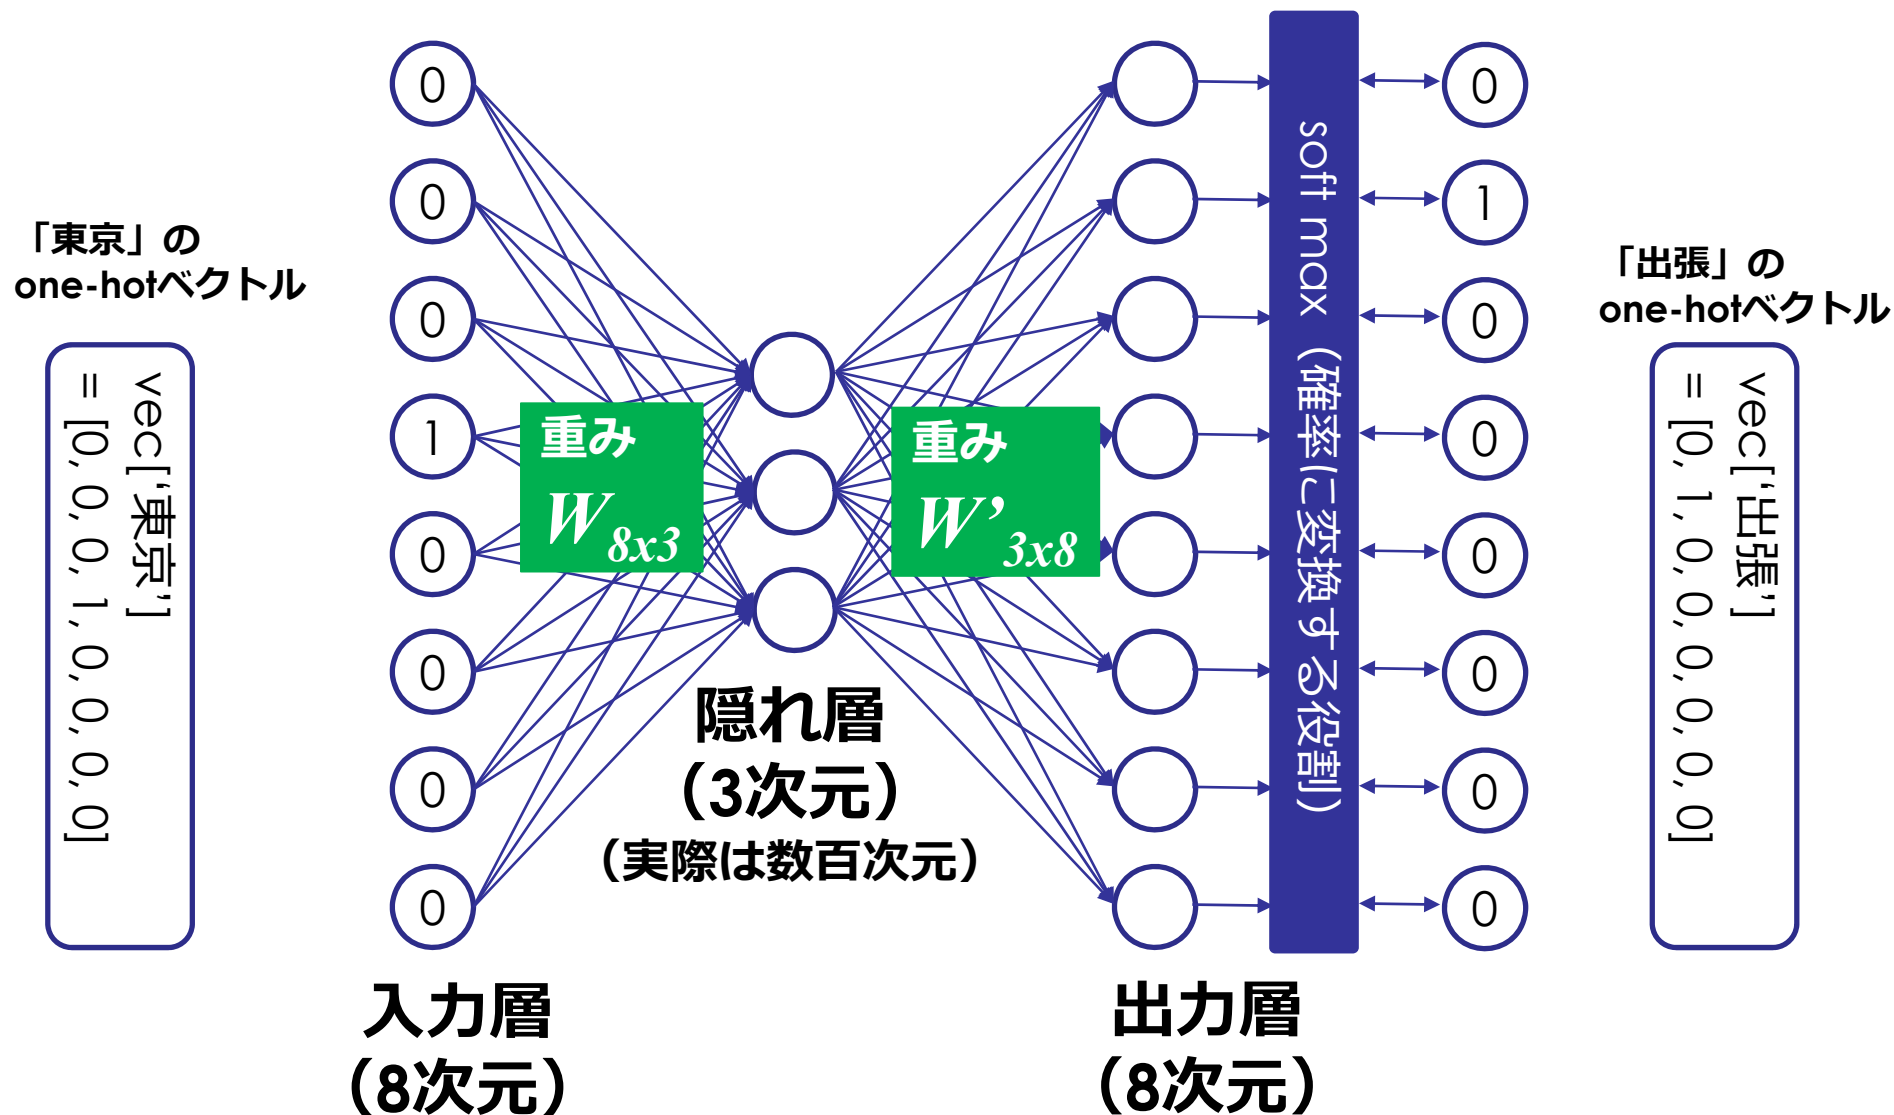 「東京」の
one-hotベクトル
vec['東京']
= [0, 0, 0, 1, 0, 0, 0, 0]
0
0
0
1
0
0
0
0
入力層
（8次元）
重み
W8x3
隠れ層
（3次元）
（実際は数百次元）
重み
W’3x8
出力層
（8次元）
soft max（確率に変換する役割）
0
1
0
0
0
0
0
0
「出張」の
one-hotベクトル
vec['出張']
= [0, 1, 0, 0, 0, 0, 0, 0]